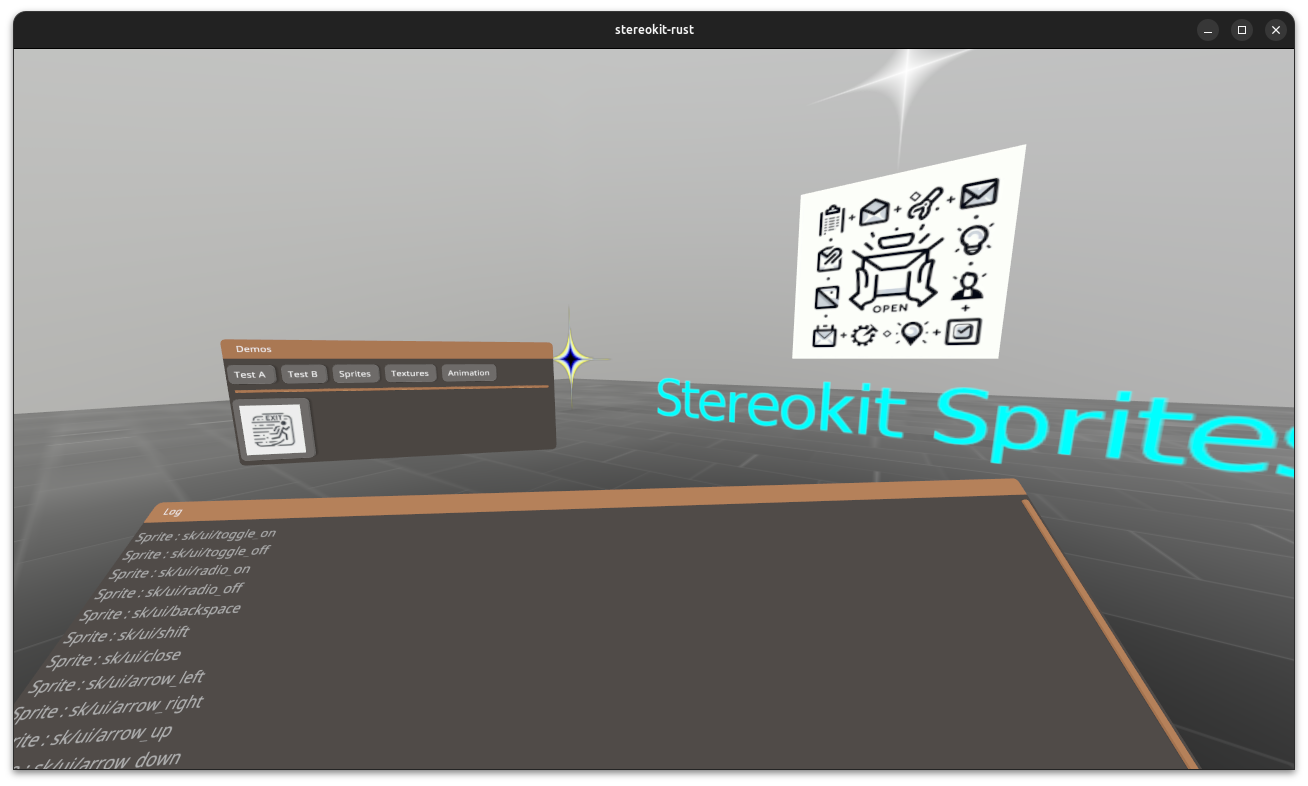 stereokit-rust
OPEN
Demos
Test A
Test B
Sprites
Textures
Animation
EXIT
Stereokit Sprites
Log
Sprite : sk/ui/toggle_on
Sprite : sk/ui/toggle_off
Sprite : sk/ui/radio_on
Sprite : sk/ui/radio_off
Sprite : sk/ui/backspace
Sprite : sk/ui/shift
Sprite : sk/ui/close
Sprite : sk/ui/arrow_left
Sprite : sk/ui/arrow_right
rite : sk/ui/arrow_up
: sk/ui/arrow_down